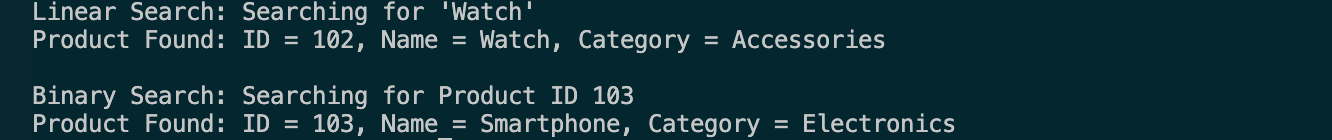 Linear Search: Searching for 'Watch'
Product Found: ID = 102, Name = Watch, Category = Accessories
Binary Search: Searching for Product ID 103
Product Found: ID = 103, Name = Smartphone, Category = Electronics